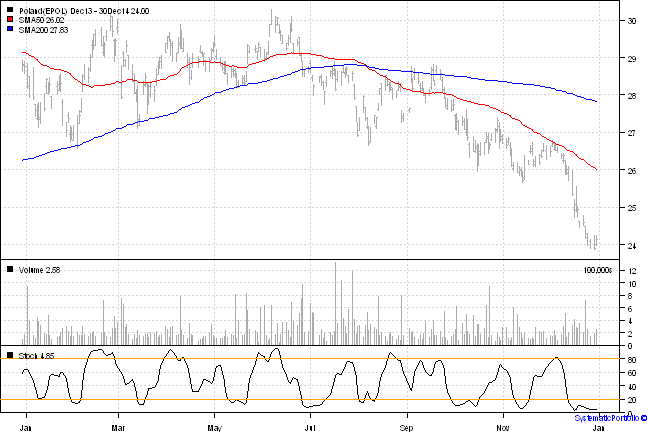 Poland(EPOL) Dec13 - 30Dec14 24.00
SMA50 26.02
SMA200 27.83
30
29
28
27
26
25
24
Volume 2.58
100,000s
12
10
8
6
4
2
0
Stoch 4.85
80
60
40
20
0
Jan Mar May Jul Sep Nov Jan
SystematicPortfolio ©